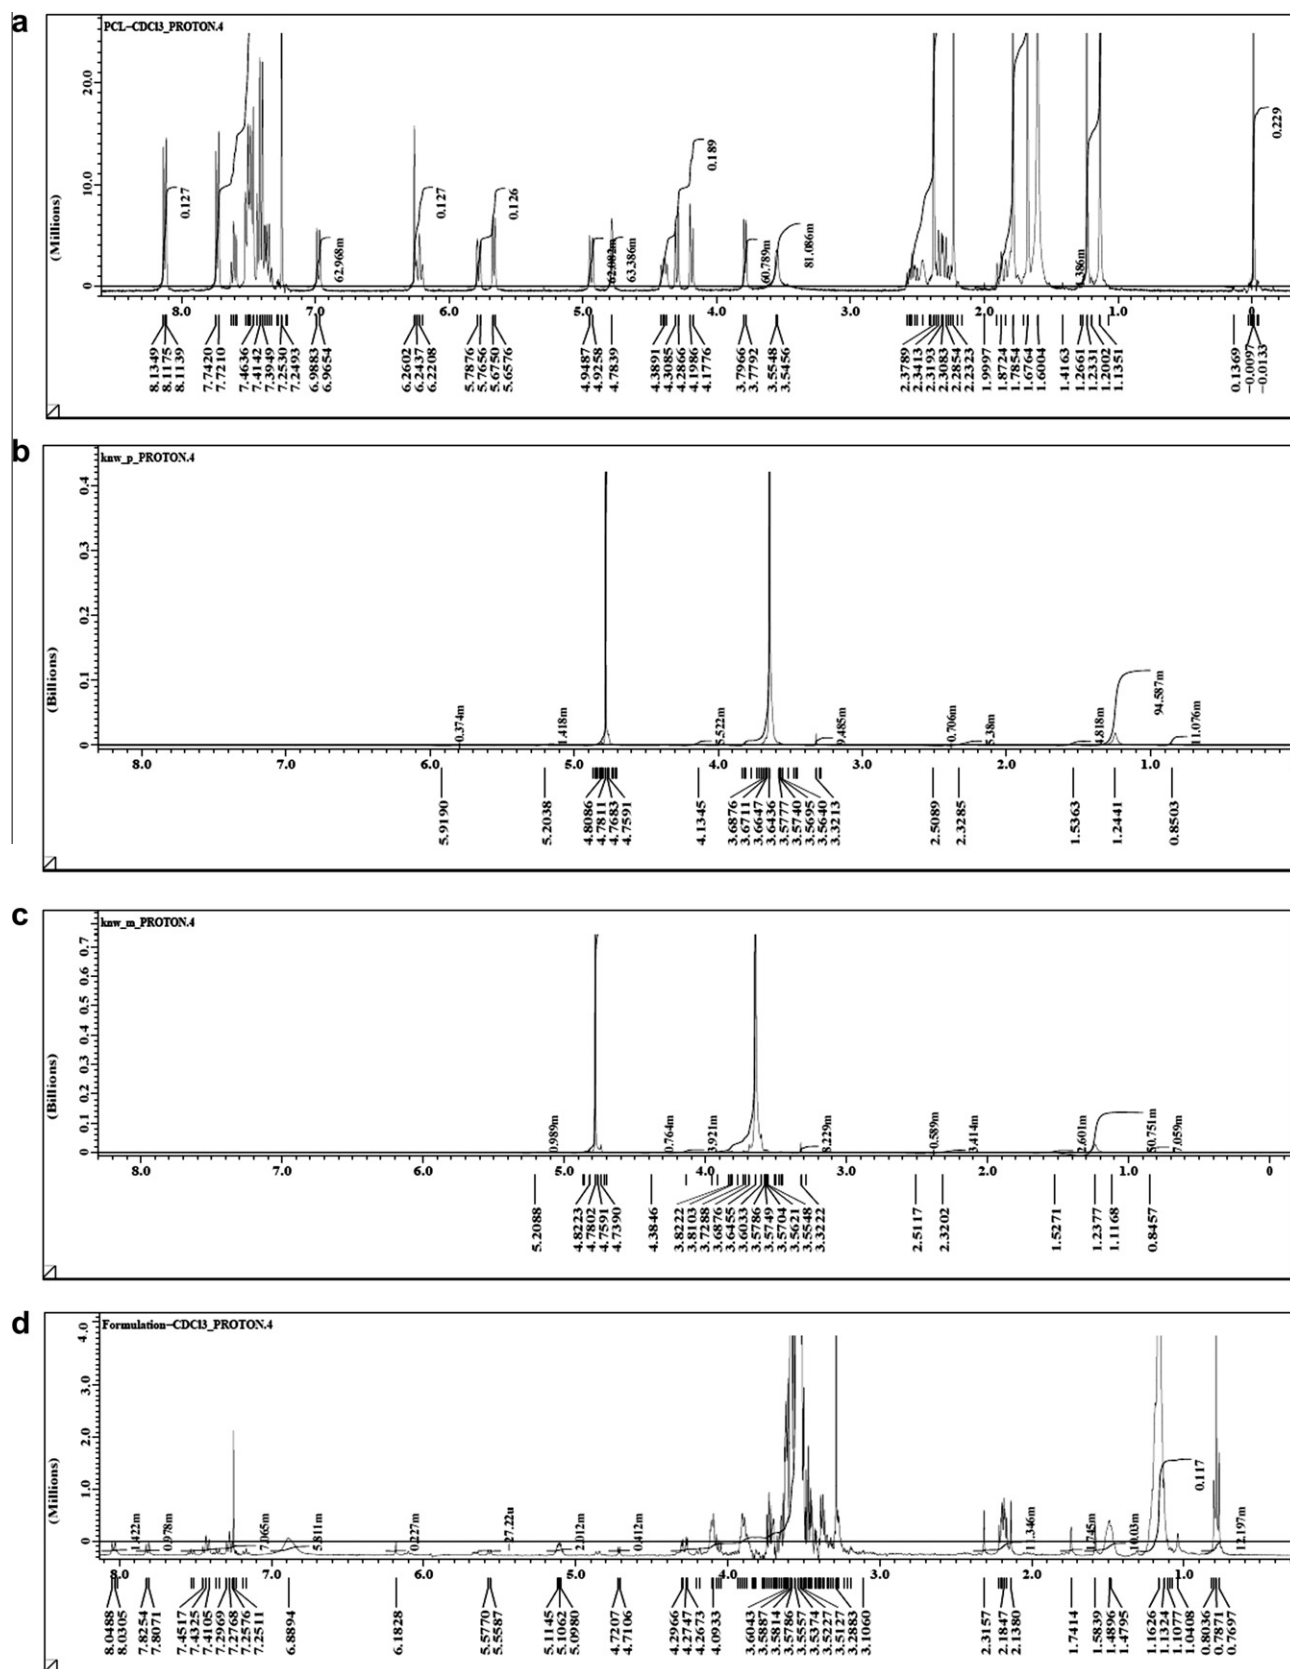 a
PCL-CDCl3_PROTON.4
(Millions)
20.0
10.0
0
0.127
62.968m
0.127
0.126
62.082m
63.386m
0.189
60.789m
81.086m
.386m
0.229
8.0 7.0 6.0 5.0 4.0 3.0 2.0 1.0 0
8.1349 8.1175 8.1139 7.7420 7.7210 7.4636 7.4142 7.3949 7.2530 7.2493 6.9883 6.9654 6.2602 6.2437 6.2208 5.7876 5.7656 5.6750 5.6576 4.9487 4.9258 4.7839 4.3891 4.3085 4.2866 4.1986 4.1776 3.7966 3.7792 3.5548 3.5456 2.3789 2.3413 2.3193 2.3083 2.2854 2.2323 1.9997 1.8724 1.7854 1.6764 1.6004 1.4163 1.2661 1.2331 1.2002 1.1351 0.1369 -0.0097 -0.0133
b
knw_p_PROTON.4
(Billions)
0.4
0.3
0.2
0.1
0
0.374m
1.418m
5.522m
9.485m
0.706m
5.38m
4.818m
94.587m
11.076m
8.0 7.0 6.0 5.0 4.0 3.0 2.0 1.0
5.9190 5.2038 4.8086 4.7811 4.7683 4.7591 4.1345 3.6876 3.6711 3.6647 3.6436 3.5777 3.5740 3.5695 3.5640 3.3213 2.5089 2.3285 1.5363 1.2441 0.8503
c
knw_m_PROTON.4
(Billions)
0.7
0.6
0.5
0.4
0.3
0.2
0.1
0
0.989m
0.764m
3.921m
8.229m
0.589m
3.414m
2.601m
50.751m
7.059m
8.0 7.0 6.0 5.0 4.0 3.0 2.0 1.0 0
5.2088 4.8223 4.7802 4.7591 4.7390 4.3846 3.8222 3.8103 3.7288 3.6876 3.6455 3.6033 3.5786 3.5749 3.5704 3.5621 3.5548 3.3222 2.5117 2.3202 1.5271 1.2377 1.1168 0.8457
d
Formulation-CDCl3_PROTON.4
(Millions)
4.0
3.0
2.0
1.0
0
1.422m
0.978m
7.065m
5.811m
0.227m
-27.22u
2.012m
0.412m
11.346m
1.745m
10.03m
0.117
12.197m
8.0 7.0 6.0 5.0 4.0 3.0 2.0 1.0
8.0488 8.0305 7.8254 7.8071 7.4517 7.4325 7.4105 7.2969 7.2768 7.2576 7.2511 6.8894 6.1828 5.5770 5.5587 5.1145 5.1062 5.0980 4.7207 4.7106 4.2966 4.2747 4.2673 4.0933 3.6043 3.5887 3.5814 3.5786 3.5557 3.5374 3.5227 3.5127 3.2883 3.1060 2.3157 2.1847 2.1380 1.7414 1.5839 1.4896 1.4795 1.1626 1.1324 1.1077 1.0408 0.8036 0.7871 0.7697